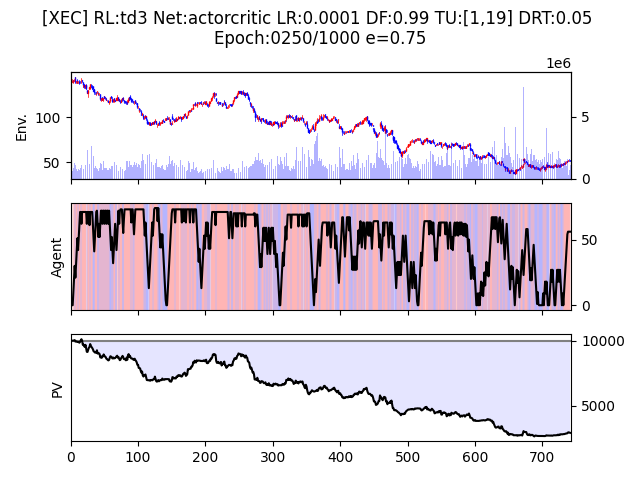 [XEC] RL:td3 Net:actorcritic LR:0.0001 DF:0.99 TU:[1,19] DRT:0.05
Epoch:0250/1000 e=0.75
1e6
Env.
100
50
5
0
Agent
50
0
PV
10000
5000
0 100 200 300 400 500 600 700